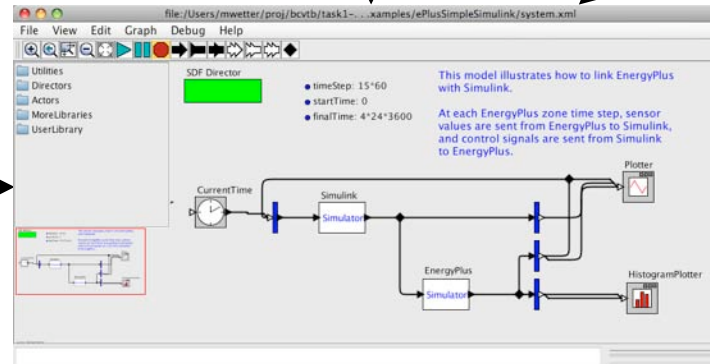 file:/Users/mwetter/proj/bcvtb/task1-. . .xamples/ePlusSimpleSimulink/system.xml
File View Edit Graph Debug Help
Utilities
Directors
Actors
MoreLibraries
UserLibrary
SDF Director
timeStep: 15*60
startTime: 0
finalTime: 4*24*3600
This model illustrates how to link EnergyPlus
with Simulink.
At each EnergyPlus zone time step, sensor
values are sent from EnergyPlus to Simulink,
and control signals are sent from Simulink
to EnergyPlus.
Plotter
CurrentTime
Simulink
Simulator
EnergyPlus
Simulator
HistogramPlotter